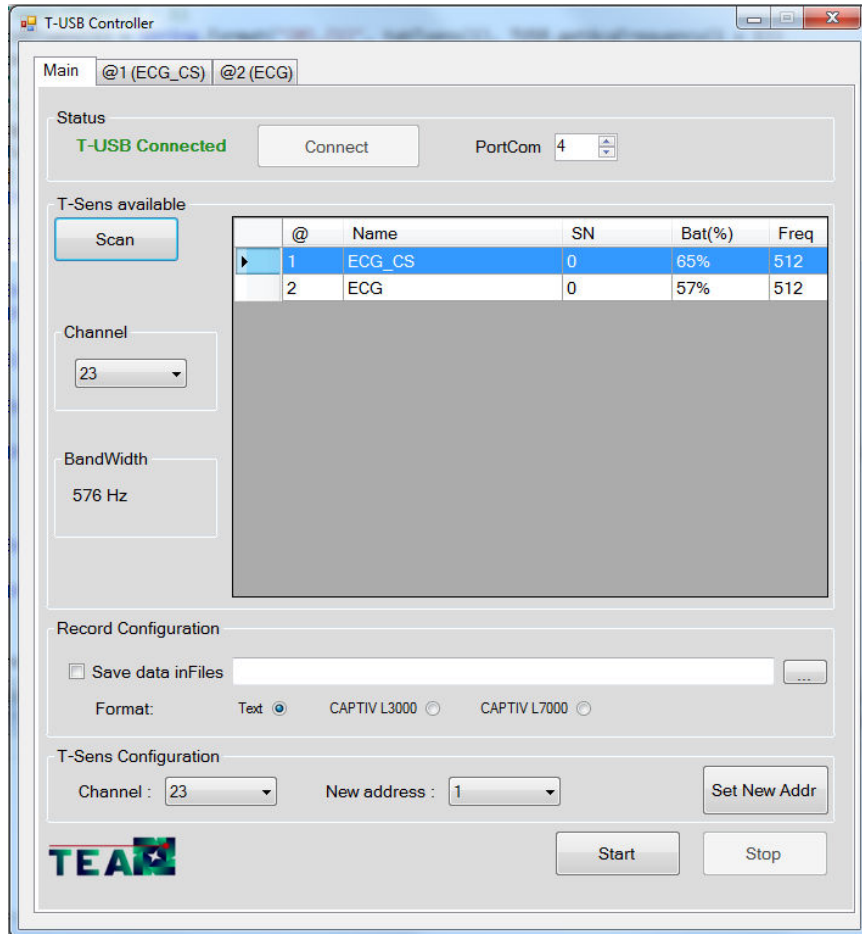 T-USB Controller
Main @1 (ECG_CS) @2 (ECG)
Status
T-USB Connected Connect PortCom 4
T-Sens available
Scan
@ Name SN Bat(%) Freq
1 ECG_CS 0 65% 512
2 ECG 0 57% 512
Channel
23
BandWidth
576 Hz
Record Configuration
Save data inFiles ...
Format: Text CAPTIV L3000 CAPTIV L7000
T-Sens Configuration
Channel : 23 New address : 1 Set New Addr
TEA Start Stop